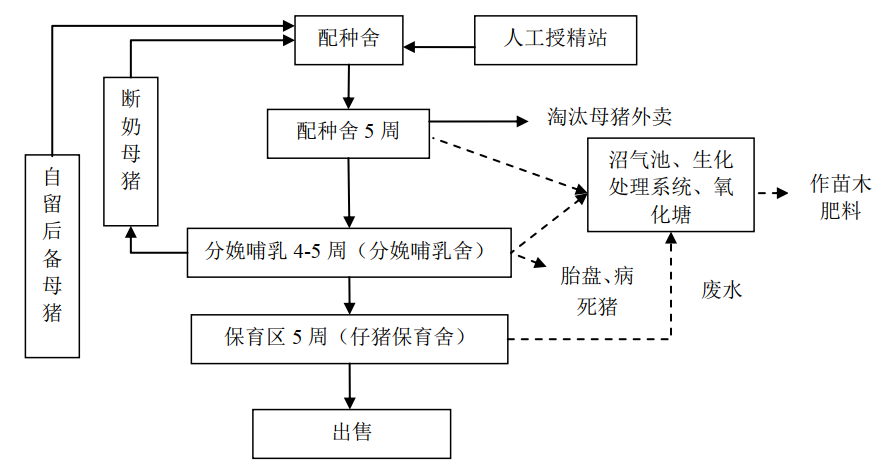 配种舍
人工授精站
断奶母猪
配种舍 5 周
淘汰母猪外卖
沼气池、生化
处理系统、氧
化塘
作苗木
肥料
自留后备母猪
分娩哺乳 4-5 周（分娩哺乳舍）
胎盘、病
死猪
废水
保育区 5 周（仔猪保育舍）
出售